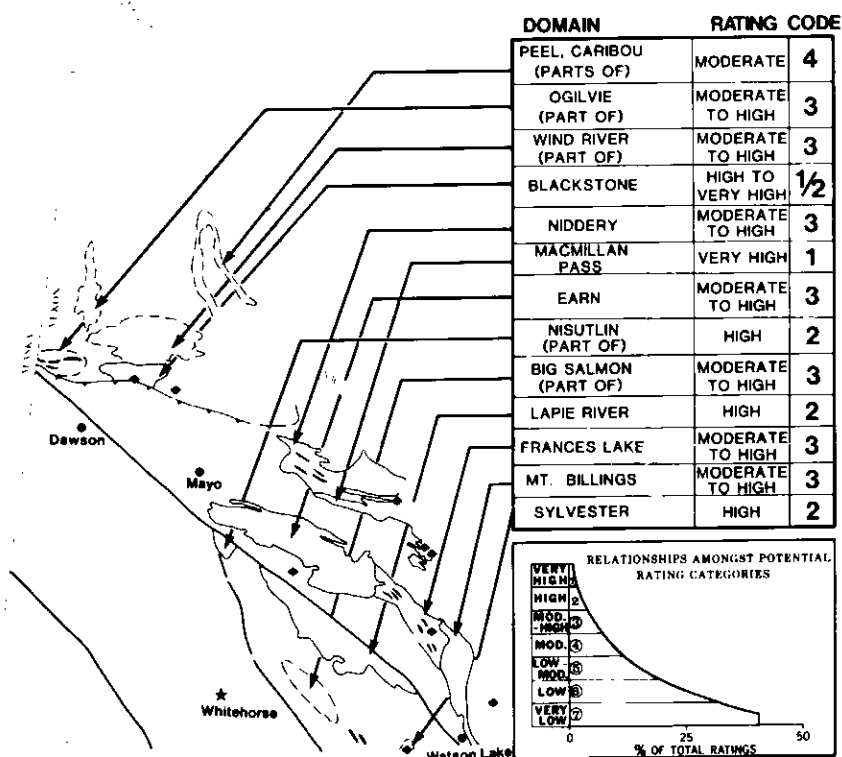 DOMAIN RATING CODE
PEEL, CARIBOU
(PARTS OF)
MODERATE 4
OGILVIE
(PART OF)
MODERATE
TO HIGH
3
WIND RIVER
(PART OF)
MODERATE
TO HIGH
3
BLACKSTONE
HIGH TO
VERY HIGH
1/2
NIDDERY
MODERATE
TO HIGH
3
MACMILLAN
PASS
VERY HIGH 1
EARN
MODERATE
TO HIGH
3
NISUTLIN
(PART OF)
HIGH 2
BIG SALMON
(PART OF)
MODERATE
TO HIGH
3
LAPIE RIVER HIGH 2
FRANCES LAKE
MODERATE
TO HIGH
3
MT. BILLINGS
MODERATE
TO HIGH
3
SYLVESTER HIGH 2
ALASKA
YUKON
Dawson
Mayo
Whitehorse
Watson Lake
RELATIONSHIPS AMONGST POTENTIAL
RATING CATEGORIES
VERY
HIGH
HIGH 2
MOD.
-HIGH
3
MOD. 4
LOW -
MOD.
5
LOW 6
VERY
LOW
7
0 25 50
% OF TOTAL RATINGS